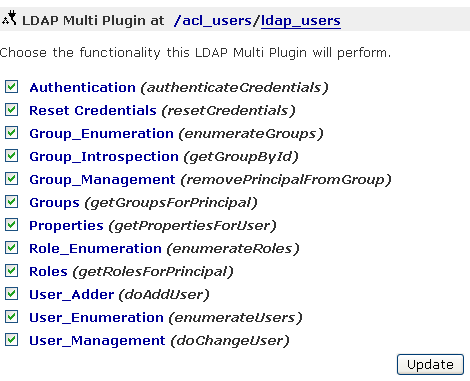 LDAP Multi Plugin at /acl_users/ldap_users
Choose the functionality this LDAP Multi Plugin will perform.
Authentication (authenticateCredentials)
Reset Credentials (resetCredentials)
Group_Enumeration (enumerateGroups)
Group_Introspection (getGroupById)
Group_Management (removePrincipalFromGroup)
Groups (getGroupsForPrincipal)
Properties (getPropertiesForUser)
Role_Enumeration (enumerateRoles)
Roles (getRolesForPrincipal)
User_Adder (doAddUser)
User_Enumeration (enumerateUsers)
User_Management (doChangeUser)
Update